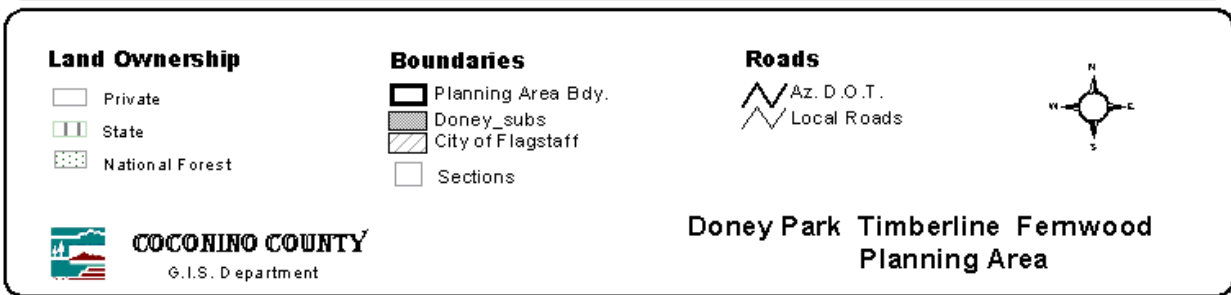 Land Ownership
Private
State
National Forest
Boundaries
Planning Area Bdy.
Doney_subs
City of Flagstaff
Sections
Roads
Az. D.O.T.
Local Roads
N
W E
S
COCONINO COUNTY
G.I.S. Department
Doney Park Timberline Fernwood
Planning Area